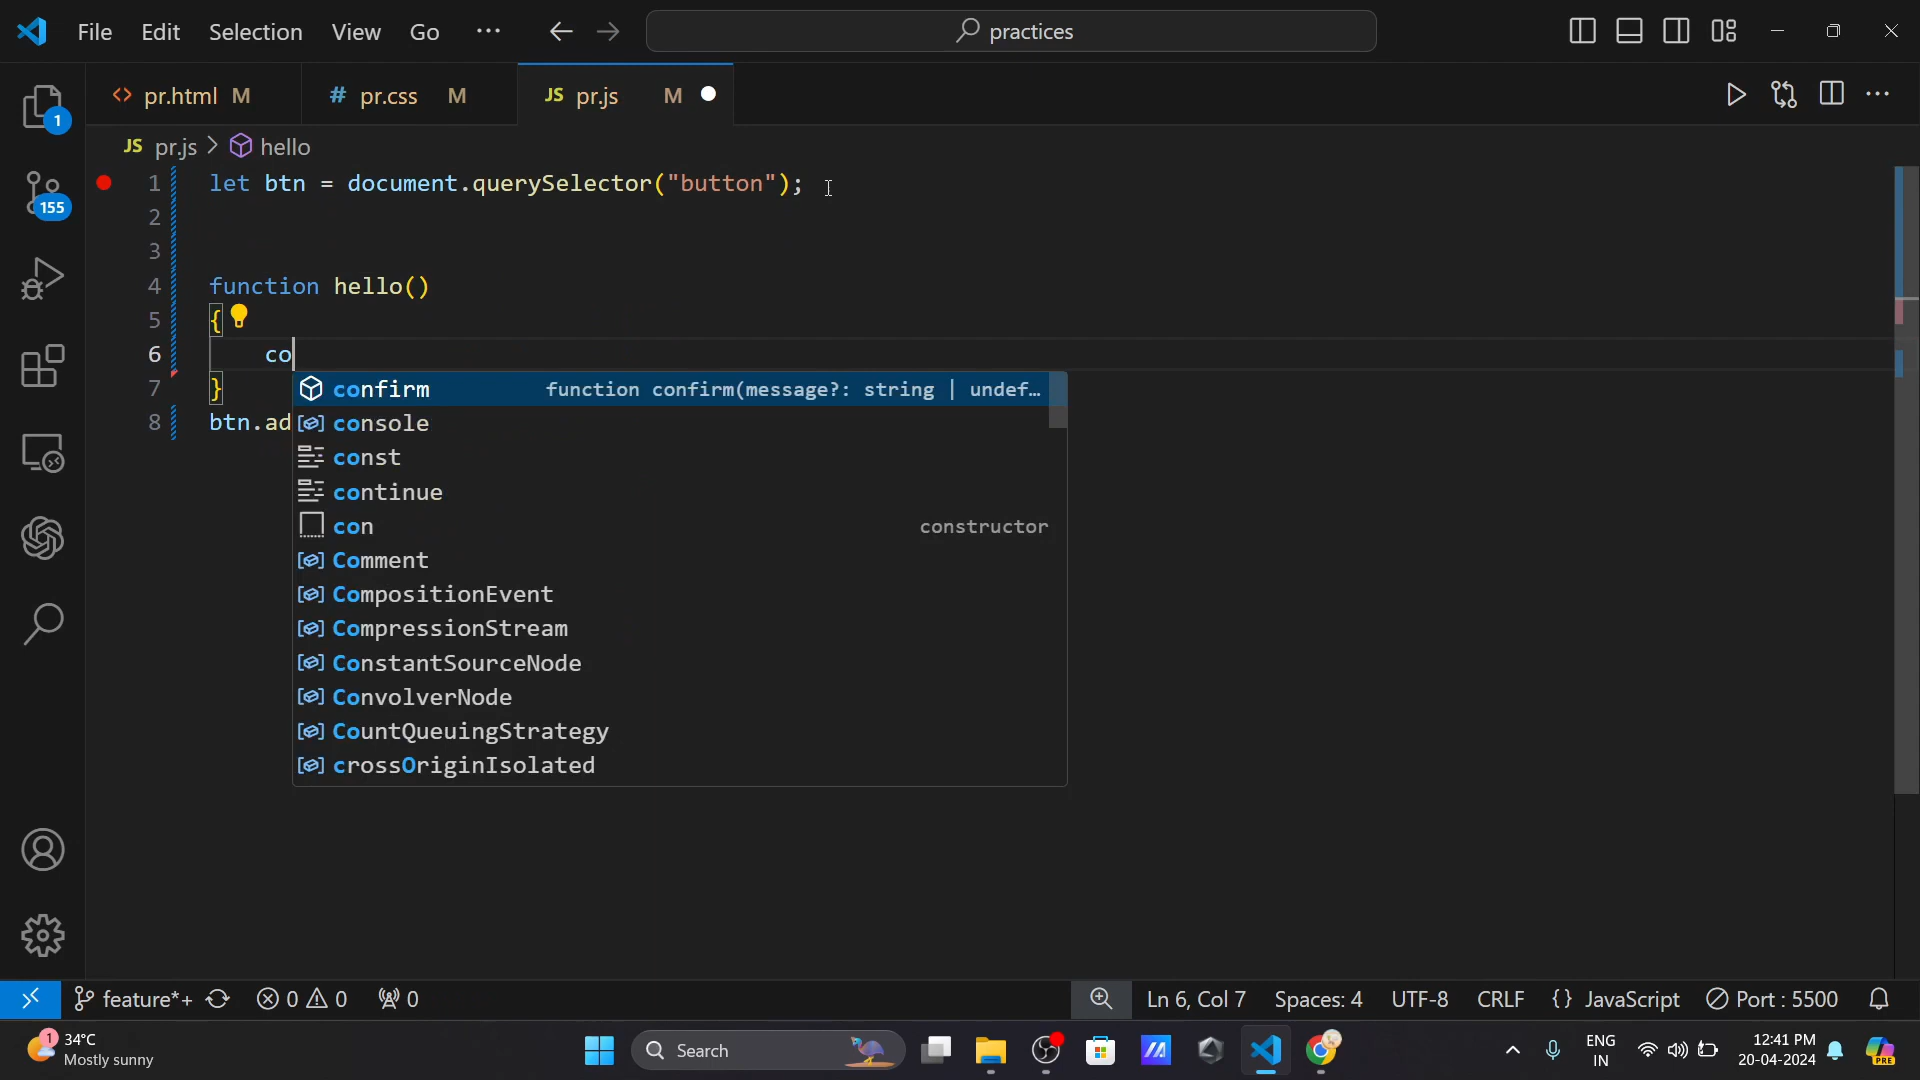 File Edit Selection View Go ··· practices
<> pr.html M # pr.css M JS pr.js M
JS pr.js > hello
1 let btn = document.querySelector("button");
2
3
4 function hello()
5 {
6 co
7 }
8 btn.ad
confirm function confirm(message?: string | undef…
console
const
continue
con constructor
Comment
CompositionEvent
CompressionStream
ConstantSourceNode
ConvolverNode
CountQueuingStrategy
crossOriginIsolated
1
155
feature*+ 0 0 0 Ln 6, Col 7 Spaces: 4 UTF-8 CRLF {} JavaScript Port : 5500
1 34°C
Mostly sunny
Search
ENG
IN
12:41 PM
20-04-2024
PRE